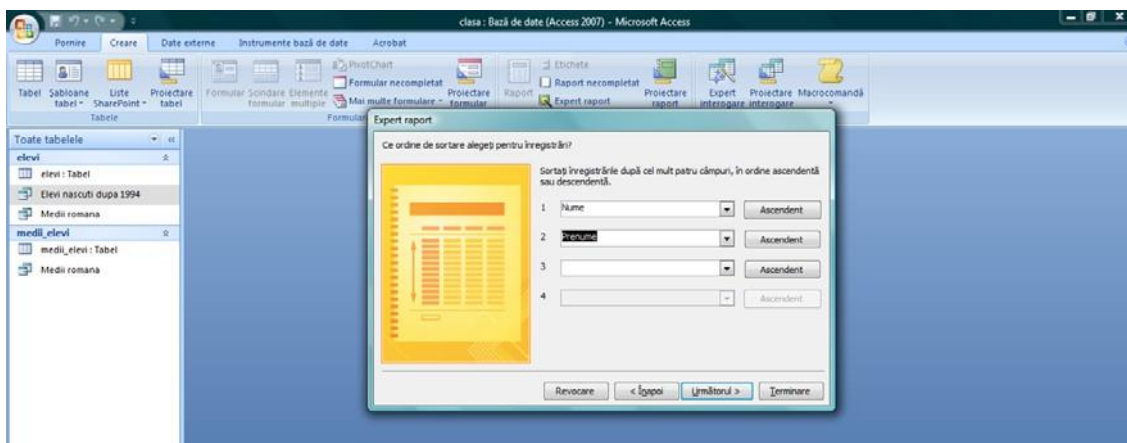 clasa : Bază de date (Access 2007) - Microsoft Access
Pornire Creare Date externe Instrumente bază de date Acrobat
Tabel Șabloane tabel Liste SharePoint Proiectare tabel
Tabele
Formular Scindare formular Elemente multiple PivotChart
Formular necompletat
Mai multe formulare
Proiectare formular
Formular
Raport Etichete
Raport necompletat
Expert raport
Proiectare raport
Expert interogare Proiectare interogare Macrocomandă
Toate tabelele
elevi
elevi : Tabel
Elevi nascuti dupa 1994
Medii romana
medii_elevi
medii_elevi : Tabel
Medii romana
Expert raport
Ce ordine de sortare alegeți pentru înregistrări?
Sortați înregistrările după cel mult patru câmpuri, în ordine ascendentă
sau descendentă.
1 Nume Ascendent
2 Prenume Ascendent
3 Ascendent
4 Ascendent
Revocare < Înapoi Următorul > Terminare